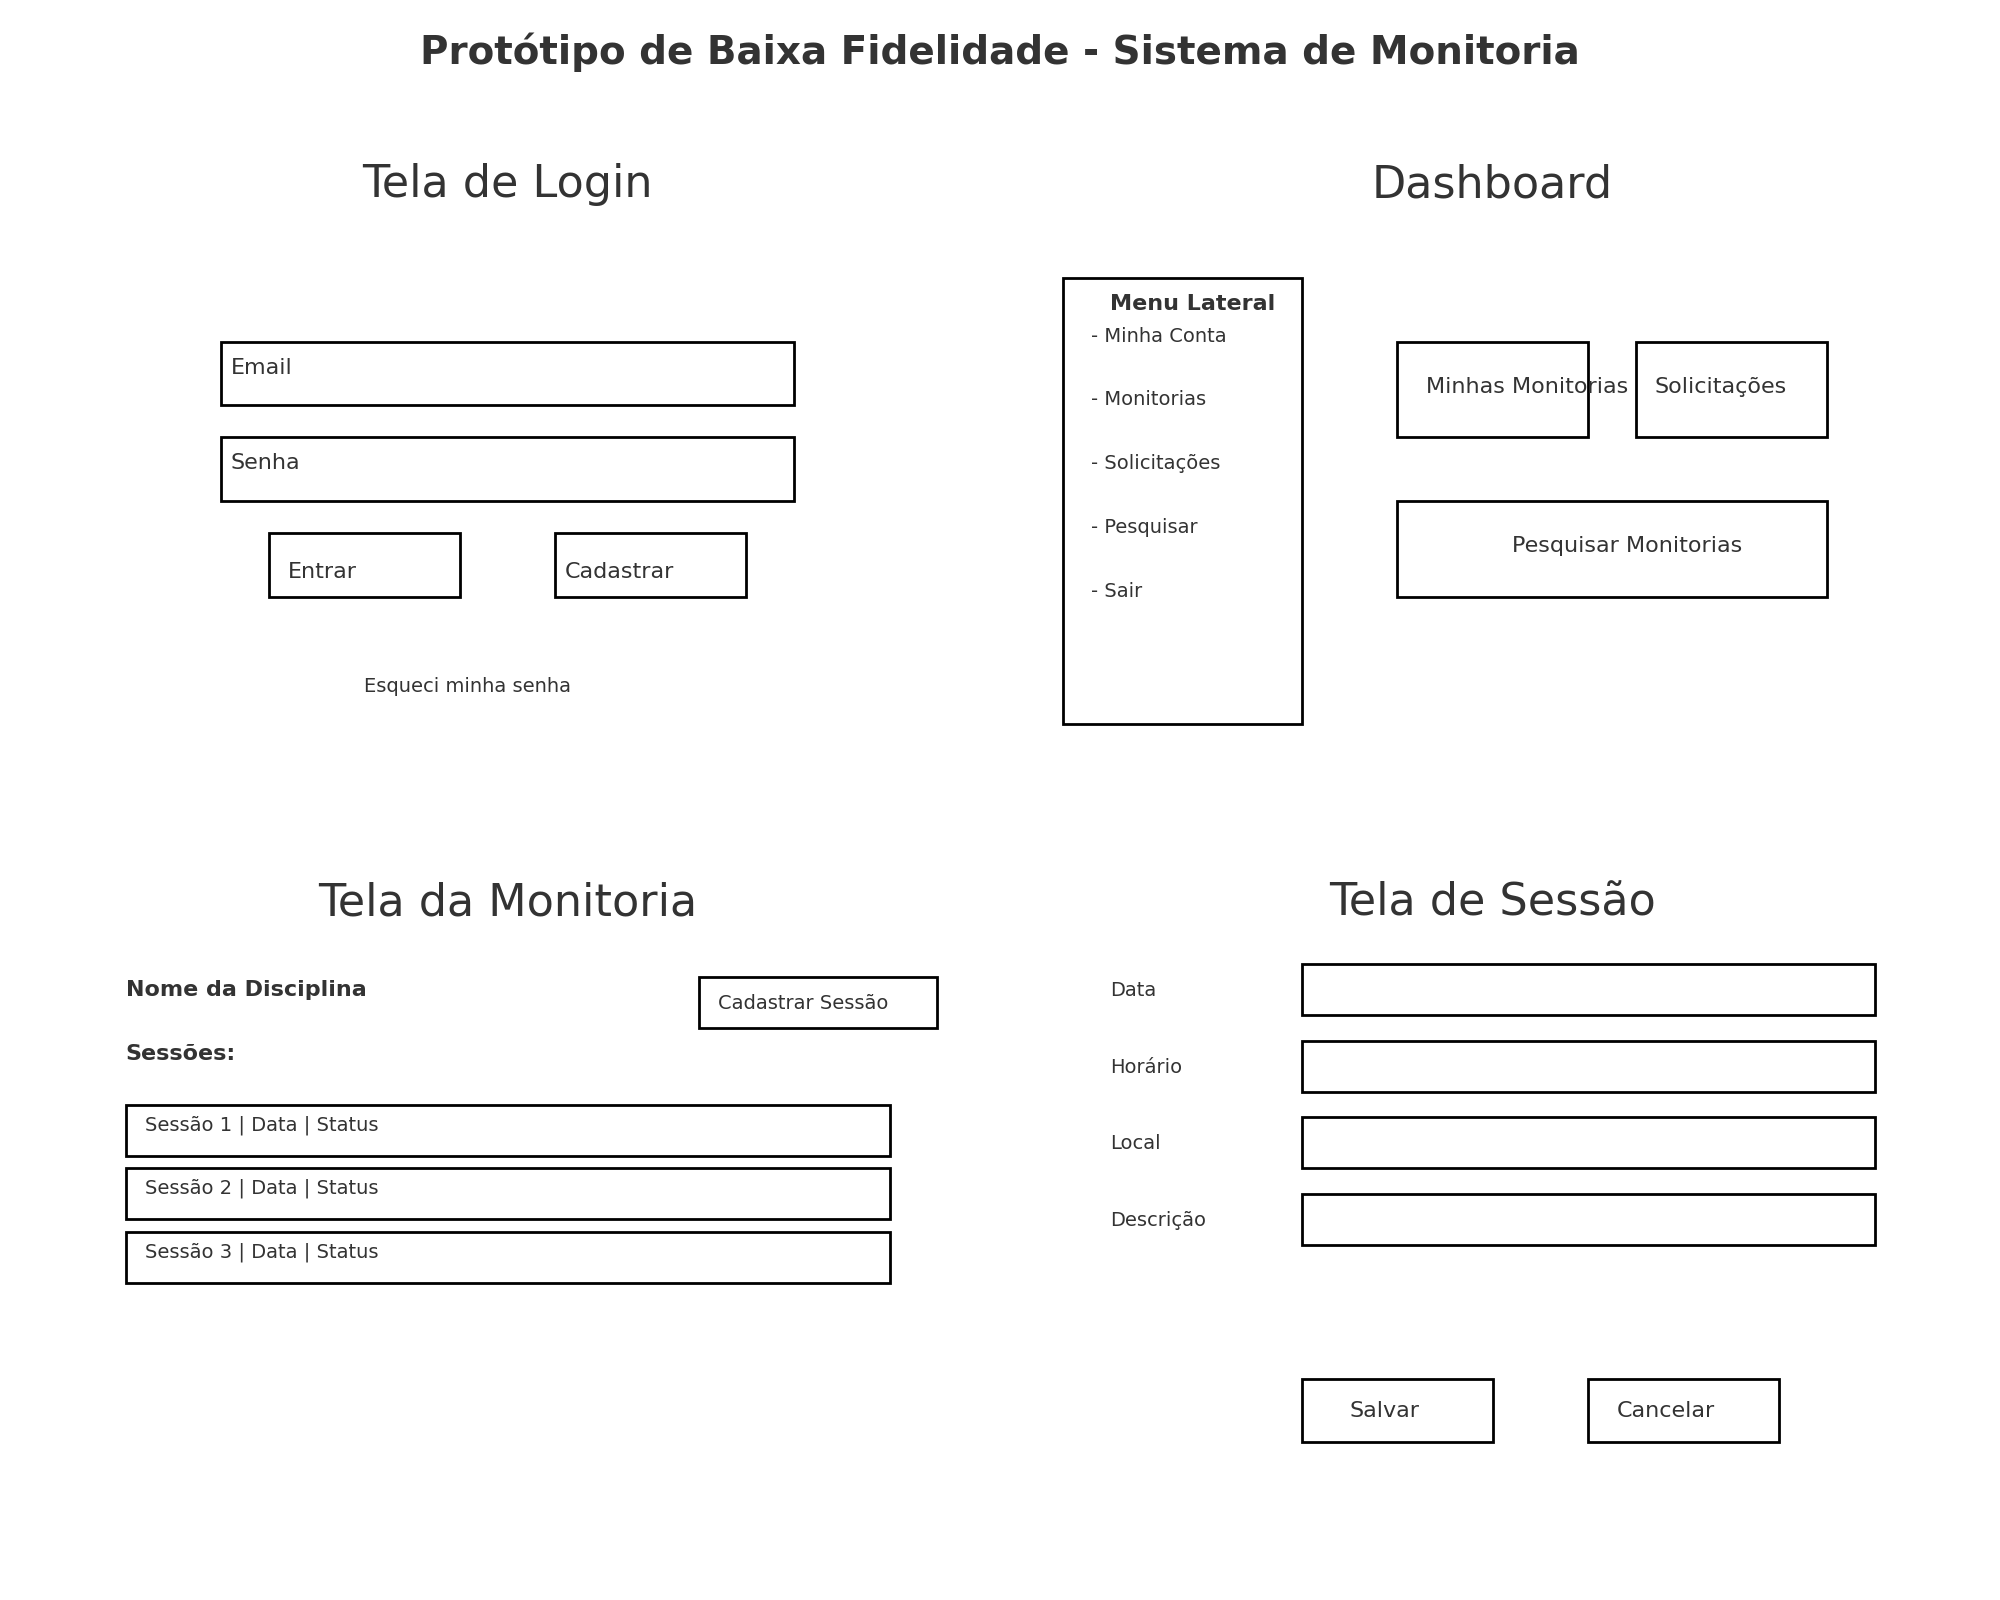 Protótipo de Baixa Fidelidade - Sistema de Monitoria
Tela de Login
Email
Senha
Entrar
Cadastrar
Esqueci minha senha
Dashboard
Menu Lateral
- Minha Conta
- Monitorias
- Solicitações
- Pesquisar
- Sair
Minhas Monitorias
Solicitações
Pesquisar Monitorias
Tela da Monitoria
Nome da Disciplina
Cadastrar Sessão
Sessões:
Sessão 1 | Data | Status
Sessão 2 | Data | Status
Sessão 3 | Data | Status
Tela de Sessão
Data
Horário
Local
Descrição
Salvar
Cancelar